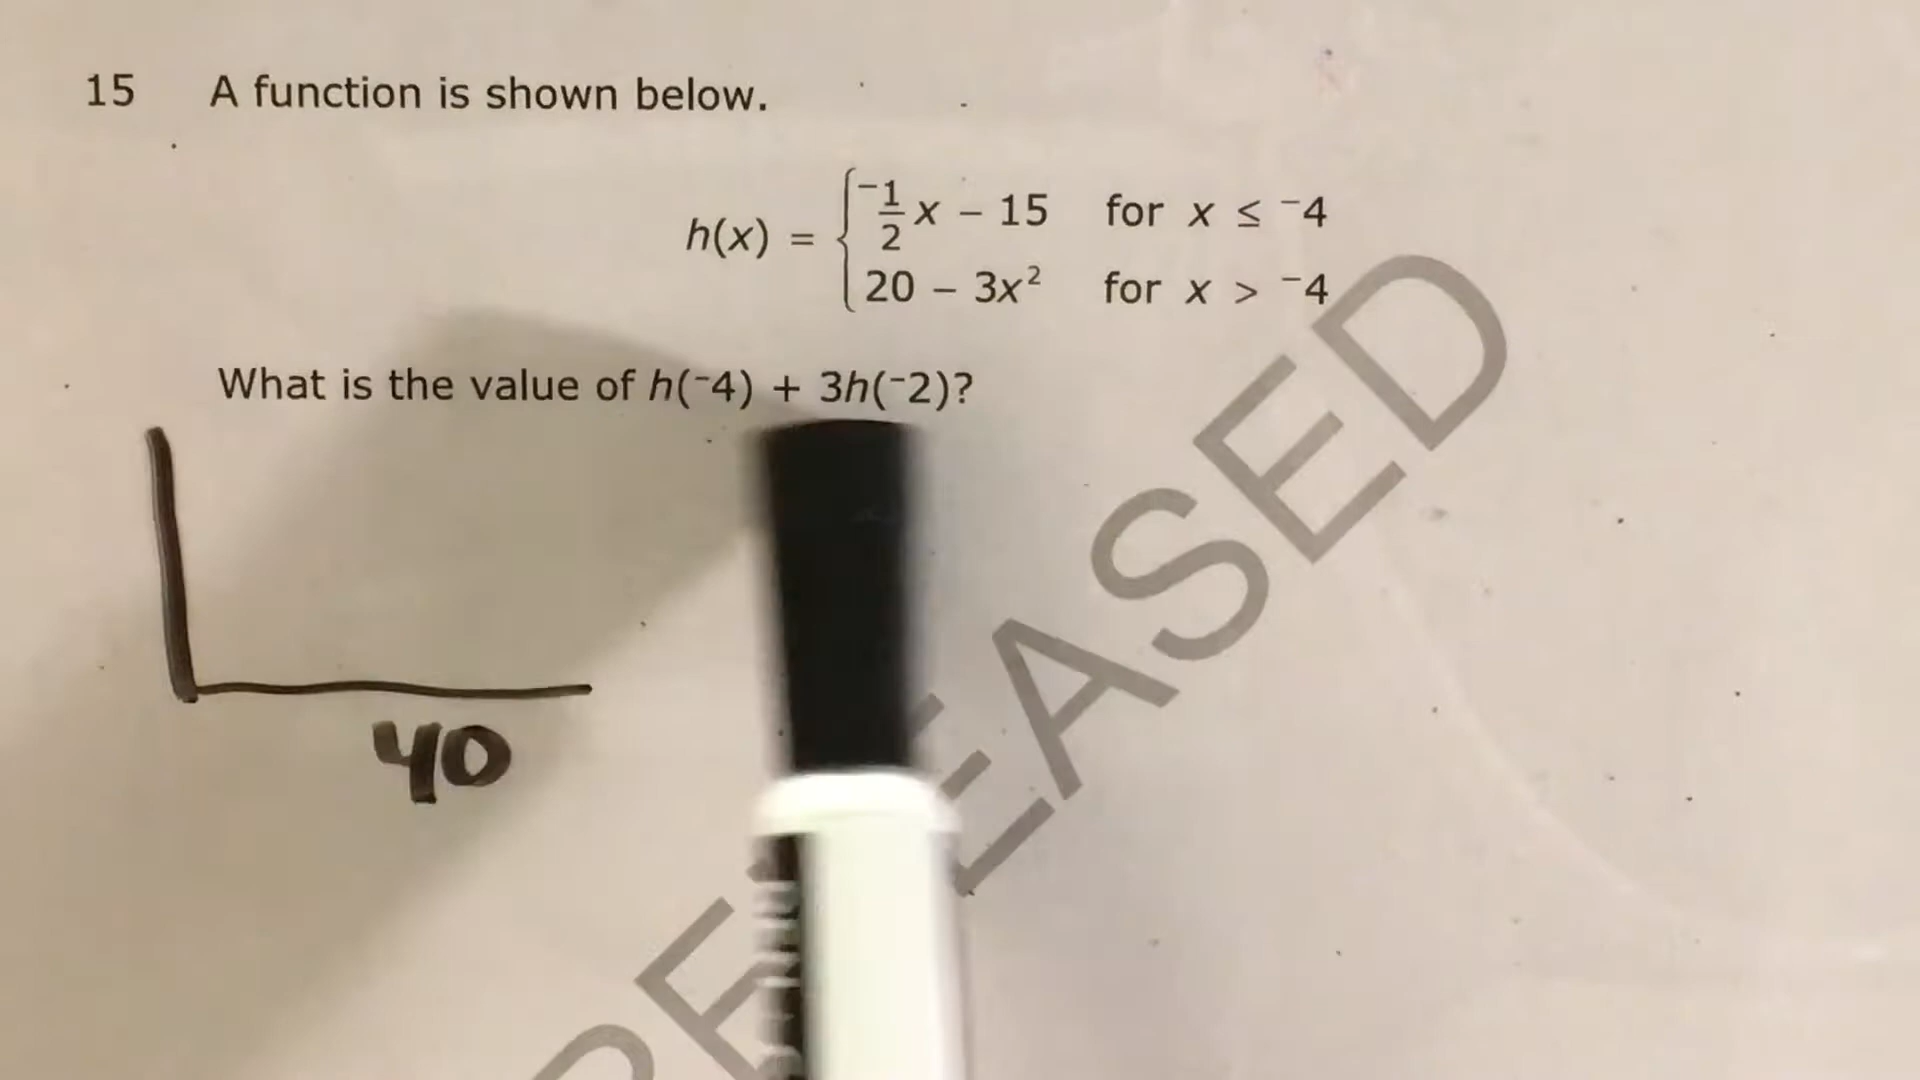 15 A function is shown below.
h(x) = { ⁻1/2 x − 15 for x ≤ ⁻4
20 − 3x² for x > ⁻4
What is the value of h(⁻4) + 3h(⁻2)?
40